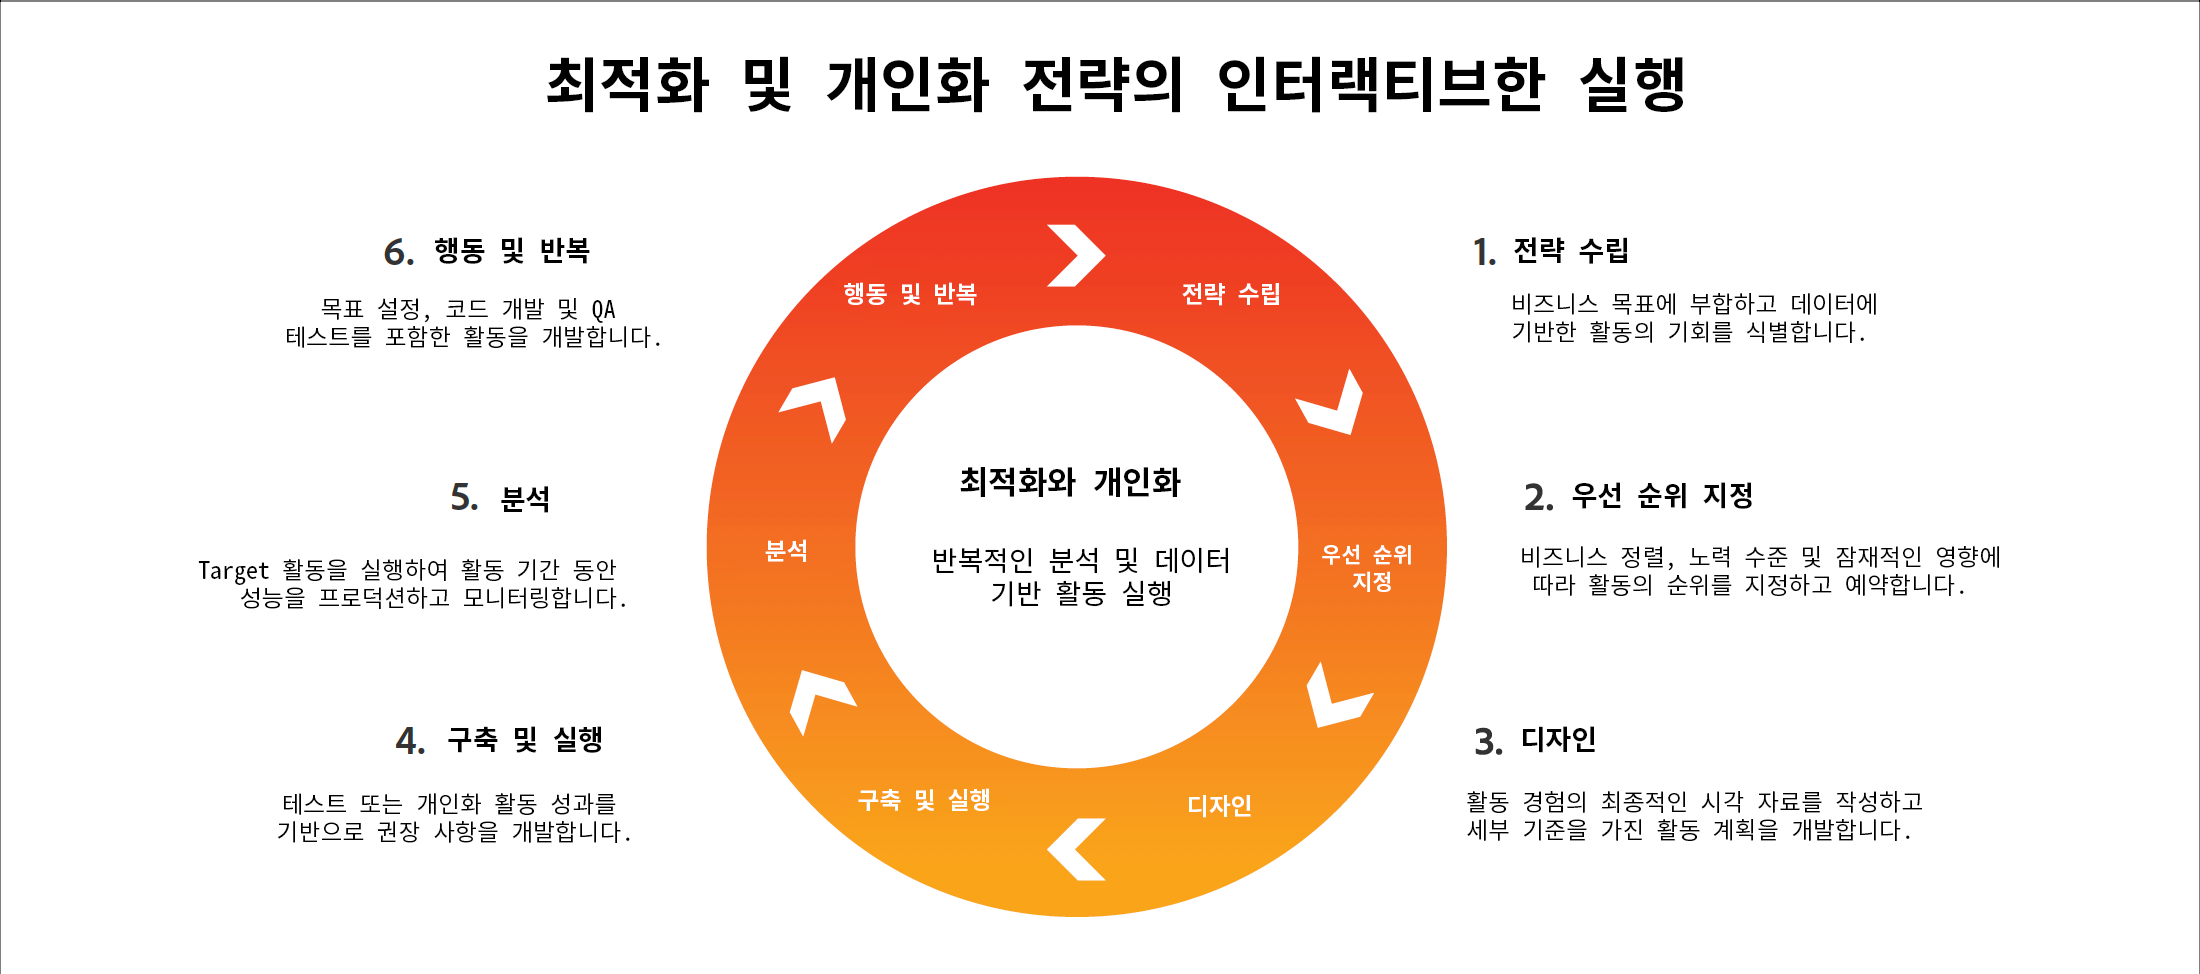 최적화 및 개인화 전략의 인터랙티브한 실행
1. 전략 수립
비즈니스 목표에 부합하고 데이터에
기반한 활동의 기회를 식별합니다.
2. 우선 순위 지정
비즈니스 정렬, 노력 수준 및 잠재적인 영향에
따라 활동의 순위를 지정하고 예약합니다.
3. 디자인
활동 경험의 최종적인 시각 자료를 작성하고
세부 기준을 가진 활동 계획을 개발합니다.
4. 구축 및 실행
테스트 또는 개인화 활동 성과를
기반으로 권장 사항을 개발합니다.
5. 분석
Target 활동을 실행하여 활동 기간 동안
성능을 프로덕션하고 모니터링합니다.
6. 행동 및 반복
목표 설정, 코드 개발 및 QA
테스트를 포함한 활동을 개발합니다.
행동 및 반복
전략 수립
분석
우선 순위
지정
구축 및 실행
디자인
최적화와 개인화
반복적인 분석 및 데이터
기반 활동 실행